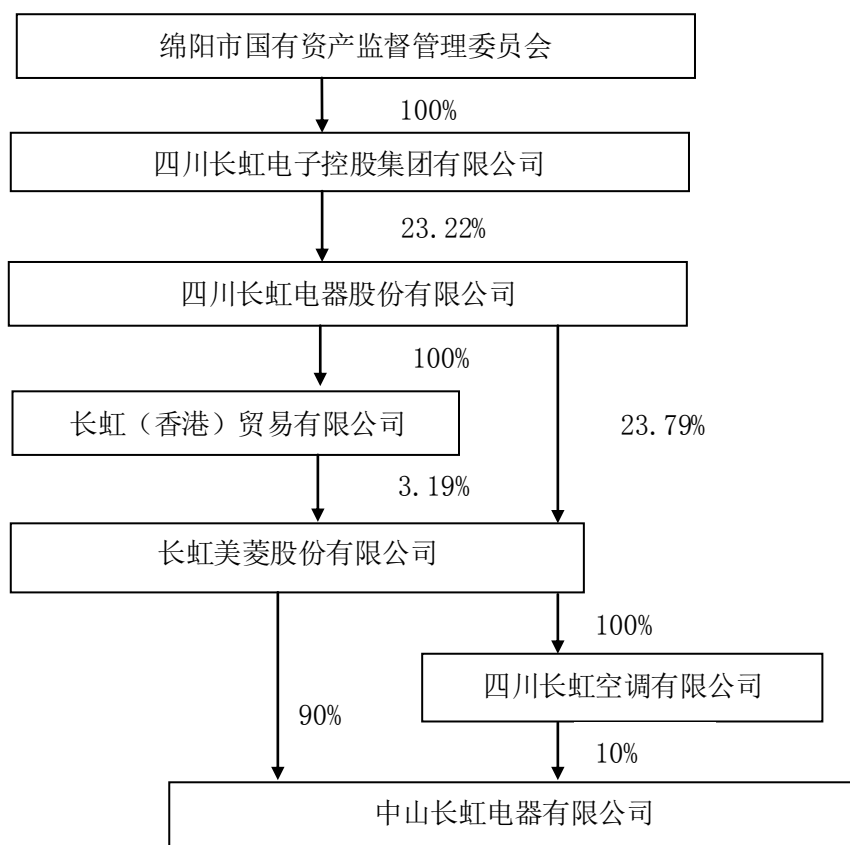 绵阳市国有资产监督管理委员会
100%
四川长虹电子控股集团有限公司
23.22%
四川长虹电器股份有限公司
100%
长虹（香港）贸易有限公司
23.79%
3.19%
长虹美菱股份有限公司
100%
四川长虹空调有限公司
90%
10%
中山长虹电器有限公司